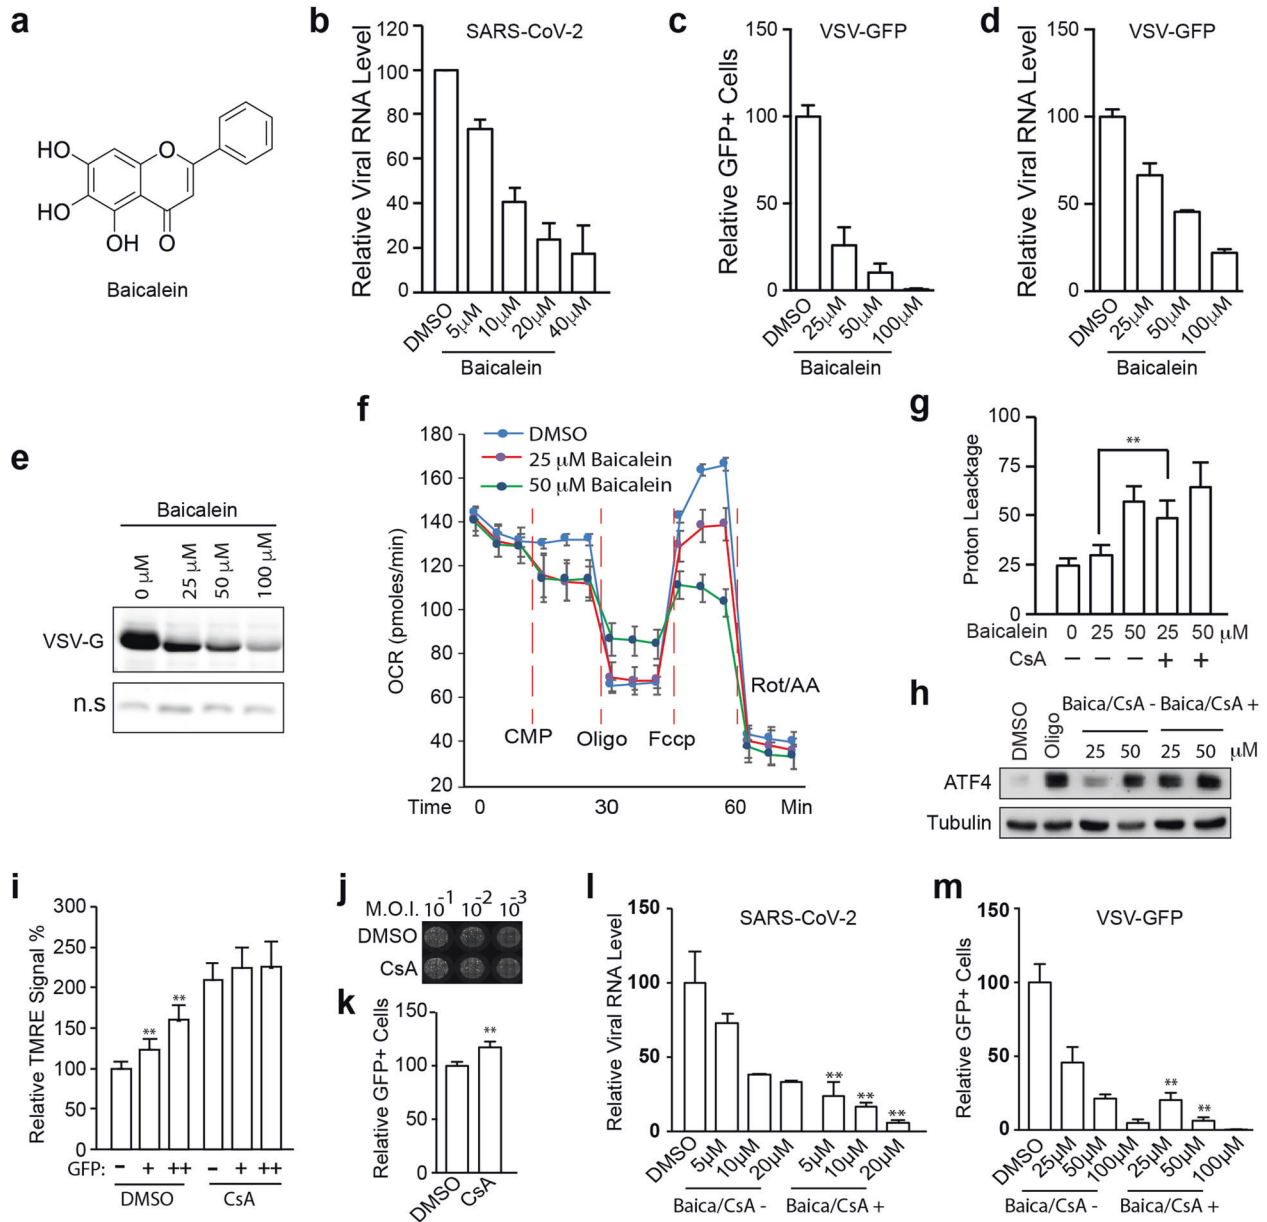 a
HO
HO
OH
O
O
Baicalein
b
SARS-CoV-2
Relative Viral RNA Level
120
100
80
60
40
20
0
DMSO 5μM 10μM 20μM 40μM
Baicalein
c
VSV-GFP
Relative GFP+ Cells
150
100
50
0
DMSO 25μM 50μM 100μM
Baicalein
d
VSV-GFP
Relative Viral RNA Level
150
100
50
0
DMSO 25μM 50μM 100μM
Baicalein
e
Baicalein
0 μM 25 μM 50 μM 100 μM
VSV-G
n.s
f
DMSO
25 μM Baicalein
50 μM Baicalein
OCR (pmoles/min)
180
160
140
120
100
80
60
40
20
CMP Oligo Fccp Rot/AA
Time 0 30 60 Min
g
Proton Leackage
100
75
50
25
0
**
Baicalein 0 25 50 25 50 μM
CsA – – – + +
h
DMSO Oligo Baica/CsA - Baica/CsA +
25 50 25 50 μM
ATF4
Tubulin
i
Relative TMRE Signal %
300
250
200
150
100
50
0
** **
GFP: – + ++ – + ++
DMSO CsA
j
M.O.I. 10-1 10-2 10-3
DMSO
CsA
k
Relative GFP+ Cells
150
100
50
0
**
DMSO CsA
l
SARS-CoV-2
Relative Viral RNA Level
150
100
50
0
** ** **
DMSO 5μM 10μM 20μM 5μM 10μM 20μM
Baica/CsA - Baica/CsA +
m
VSV-GFP
Relative GFP+ Cells
150
100
50
0
** **
DMSO 25μM 50μM 100μM 25μM 50μM 100μM
Baica/CsA - Baica/CsA +